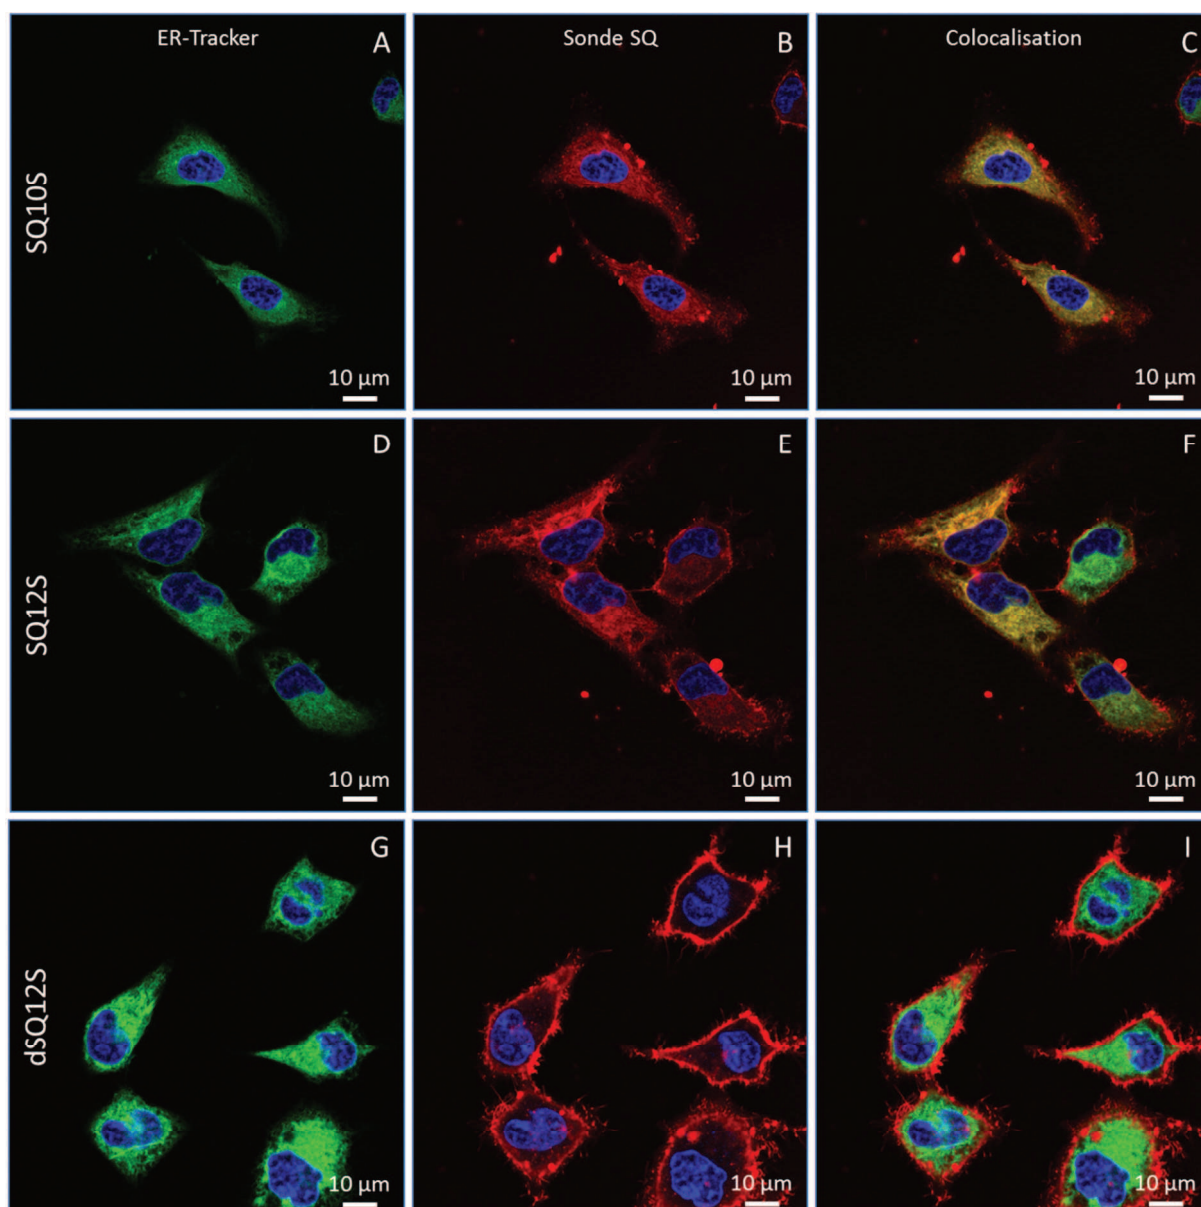 ER-Tracker A
Sonde SQ B
Colocalisation C
SQ10S
10 µm
10 µm
10 µm
D
E
F
SQ12S
10 µm
10 µm
10 µm
G
H
I
dSQ12S
10 µm
10 µm
10 µm